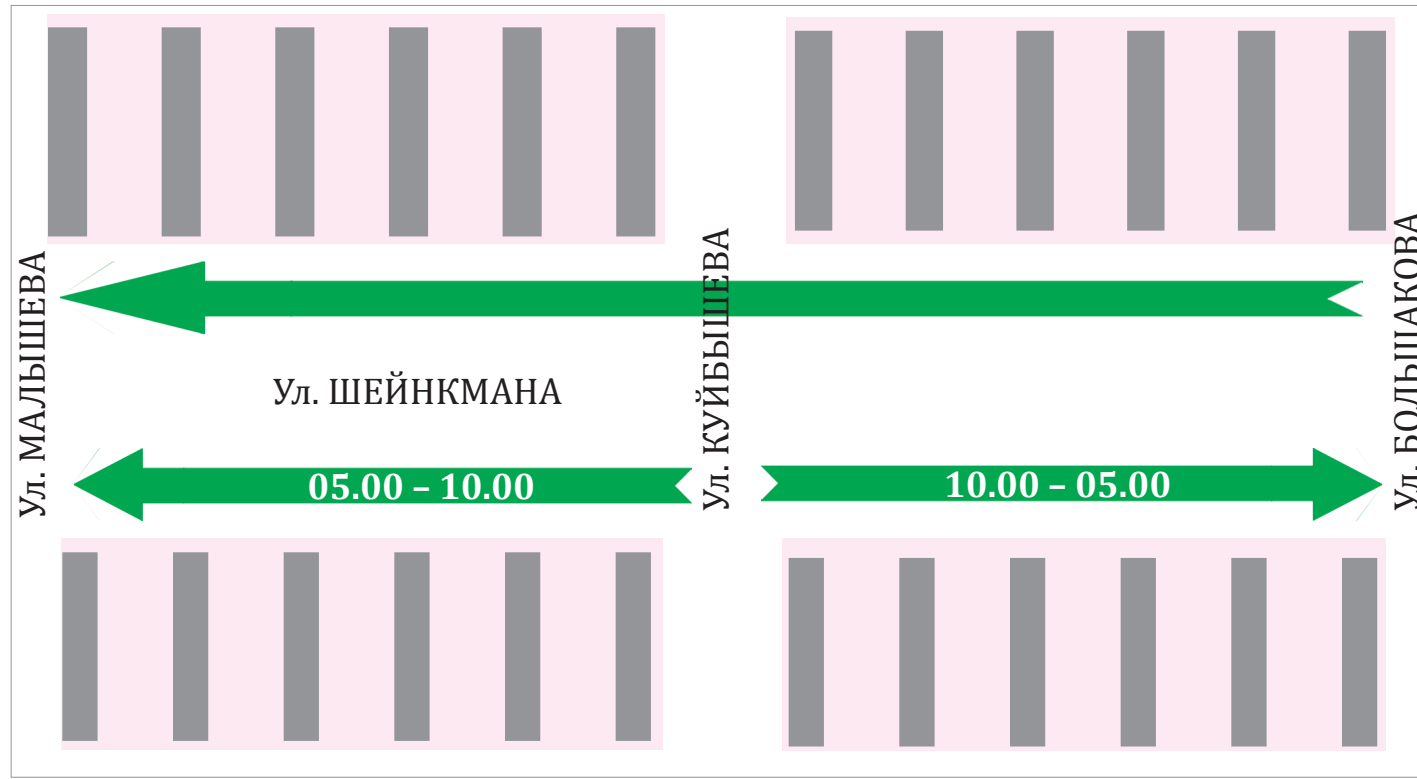 Ул. МАЛЫШЕВА
Ул. ШЕЙНКМАНА
Ул. КУЙБЫШЕВА
Ул. БОЛЬШАКОВА
05.00 – 10.00
10.00 – 05.00